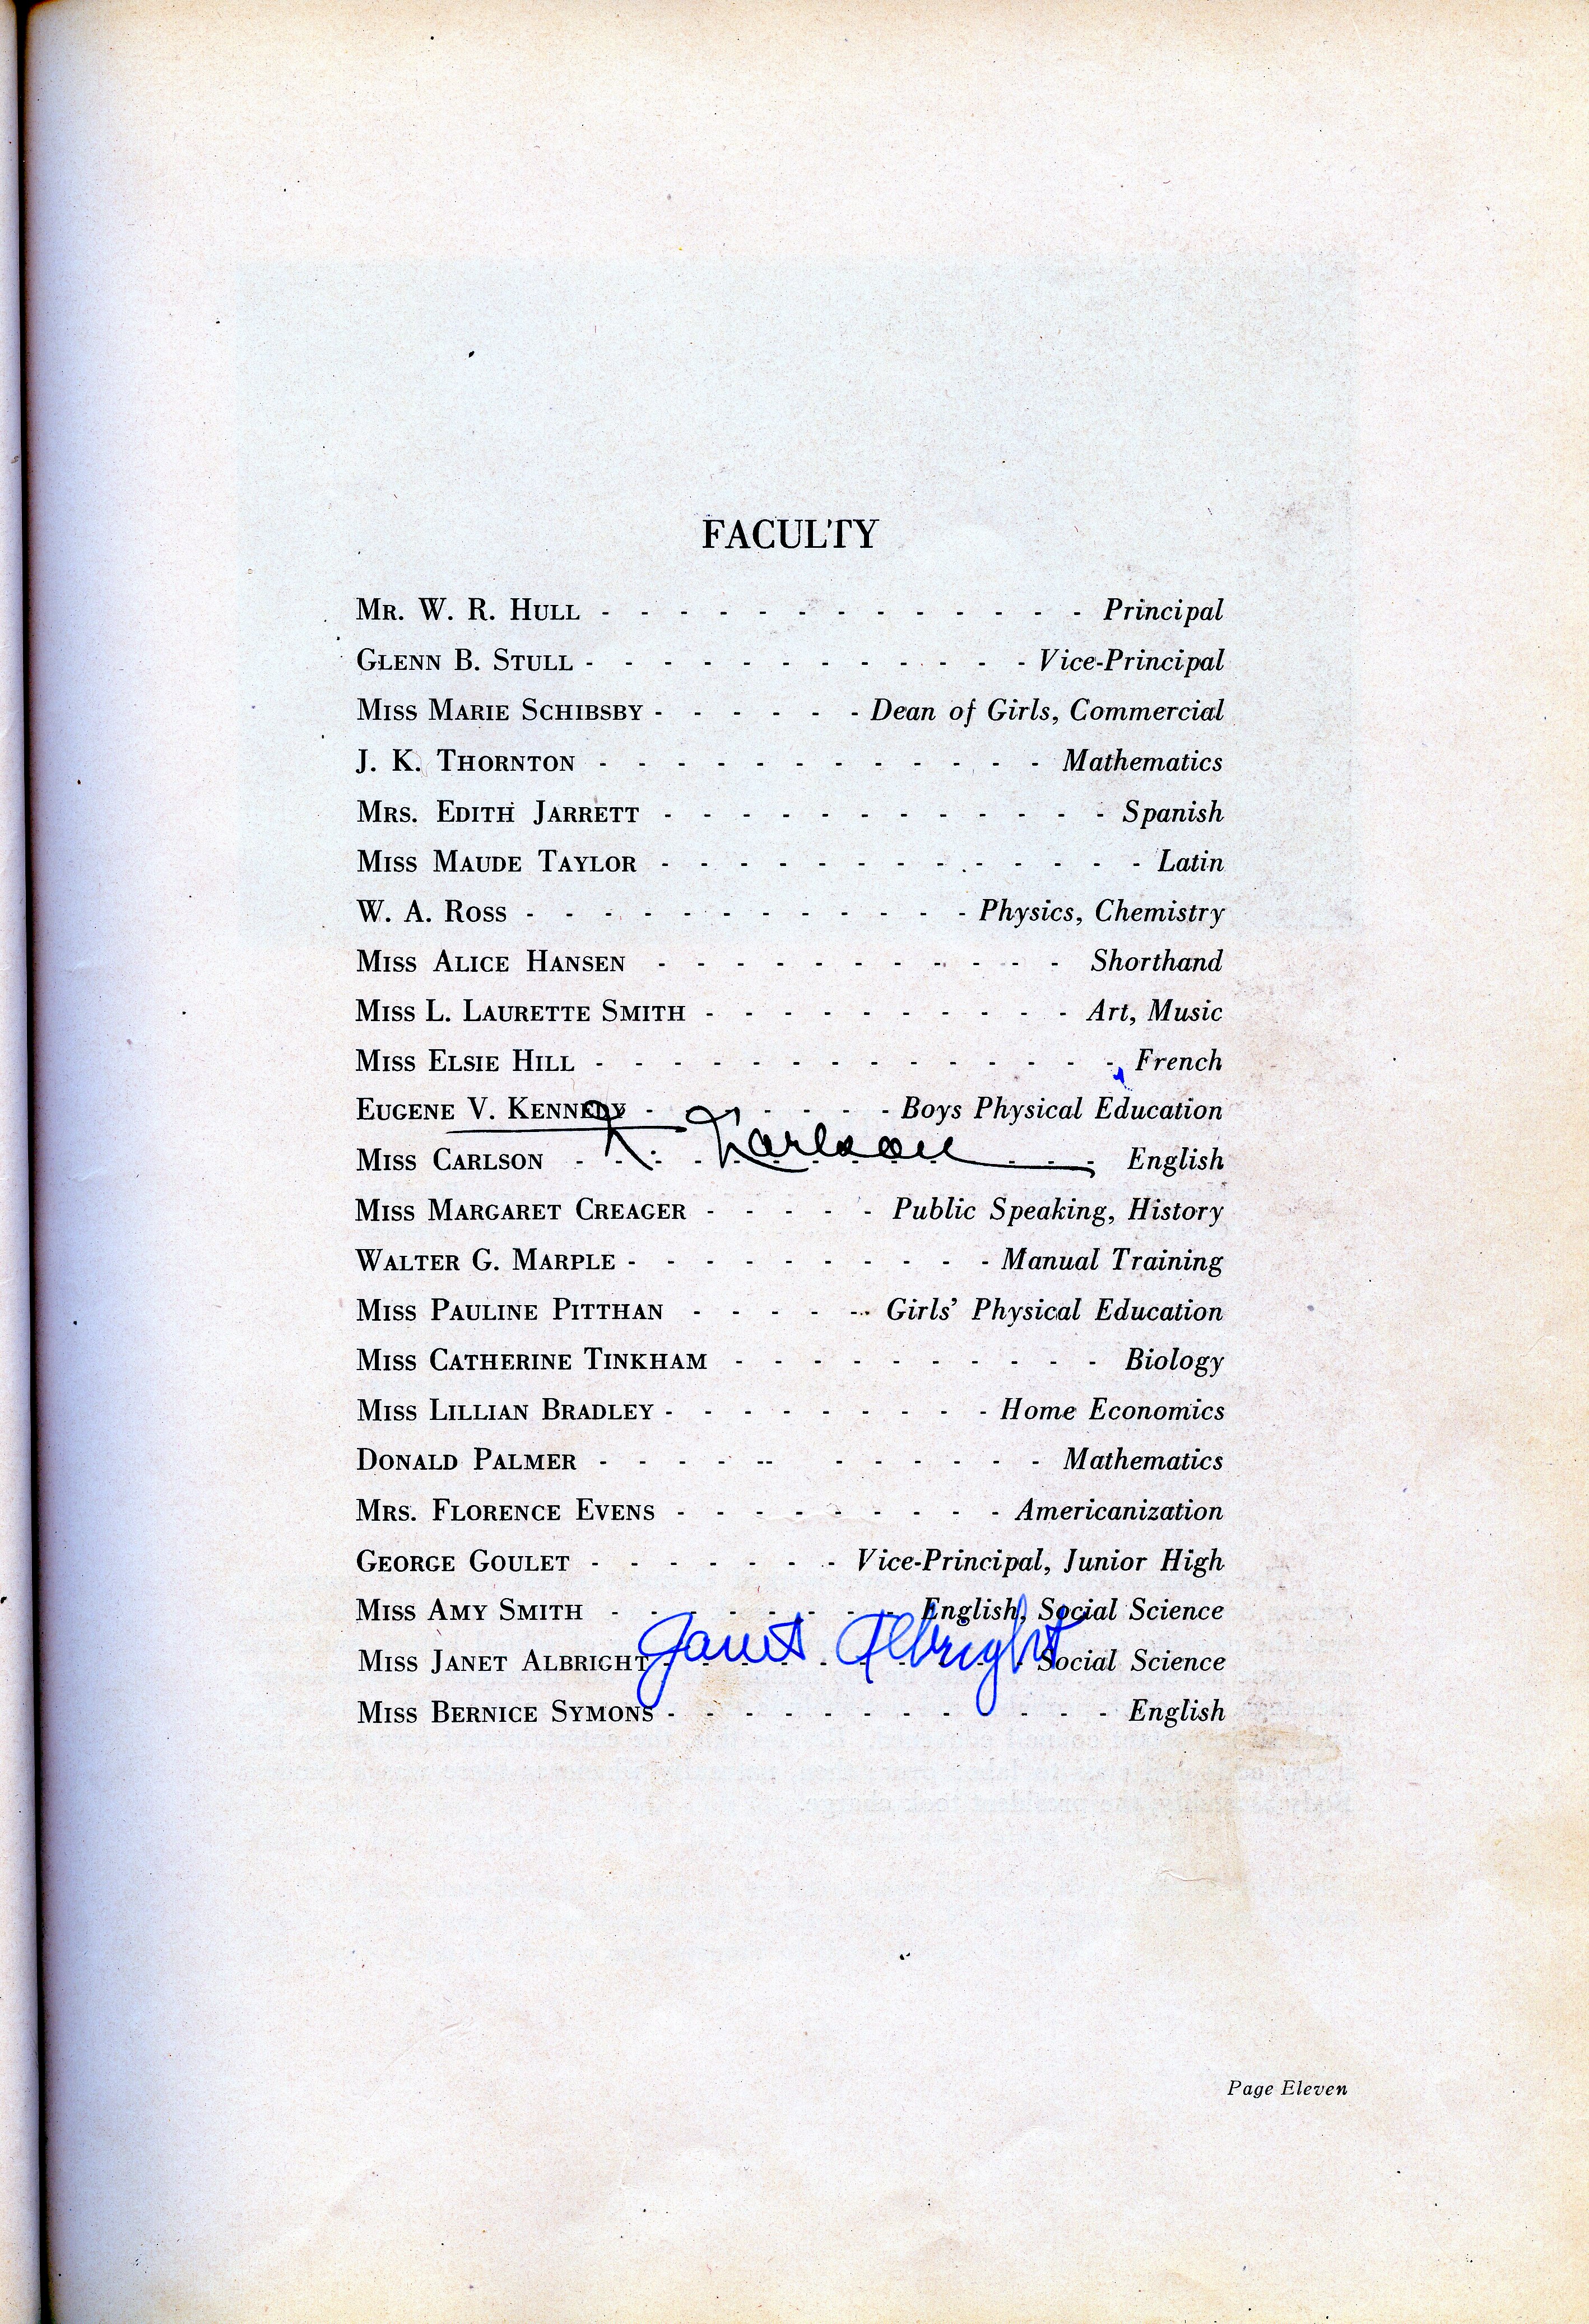 FACULTY
MR. W. R. HULL - - - - - - - - - - - - - Principal
GLENN B. STULL - - - - - - - - - - - - Vice-Principal
MISS MARIE SCHIBSBY - - - - - - Dean of Girls, Commercial
J. K. THORNTON - - - - - - - - - - - - Mathematics
MRS. EDITH JARRETT - - - - - - - - - - - - Spanish
MISS MAUDE TAYLOR - - - - - - - - - - - - - Latin
W. A. ROSS - - - - - - - - - - - - Physics, Chemistry
MISS ALICE HANSEN - - - - - - - - - - - Shorthand
MISS L. LAURETTE SMITH - - - - - - - - - - Art, Music
MISS ELSIE HILL - - - - - - - - - - - - - - French
EUGENE V. KENNEDY - - - - - - - Boys Physical Education
K. Carlson
MISS CARLSON - - - - - - - - - - - - - English
MISS MARGARET CREAGER - - - - - Public Speaking, History
WALTER G. MARPLE - - - - - - - - - - Manual Training
MISS PAULINE PITTHAN - - - - -- Girls' Physical Education
MISS CATHERINE TINKHAM - - - - - - - - - - Biology
MISS LILLIAN BRADLEY - - - - - - - - - Home Economics
DONALD PALMER - - - - -- - - - - - - Mathematics
MRS. FLORENCE EVENS - - - - - - - - - Americanization
GEORGE GOULET - - - - - - - Vice-Principal, Junior High
MISS AMY SMITH - - - - - - - - English, Social Science
Janet Albright
MISS JANET ALBRIGHT - - - - - - - - - Social Science
MISS BERNICE SYMONS - - - - - - - - - - - - English
Page Eleven